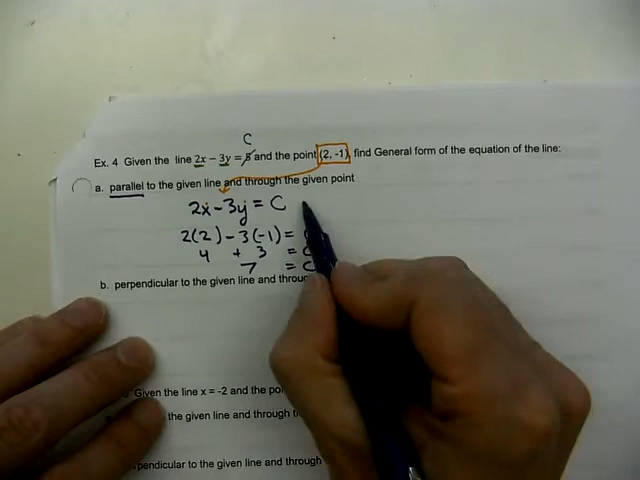 C
Ex. 4 Given the line 2x – 3y = 5 and the point (2, -1), find General form of the equation of the line:
a. parallel to the given line and through the given point
2x - 3y = C
2(2) - 3(-1) =
4 + 3 = C
7 = C
b. perpendicular to the given line and throug
Given the line x = -2 and the po
the given line and through t
pendicular to the given line and through